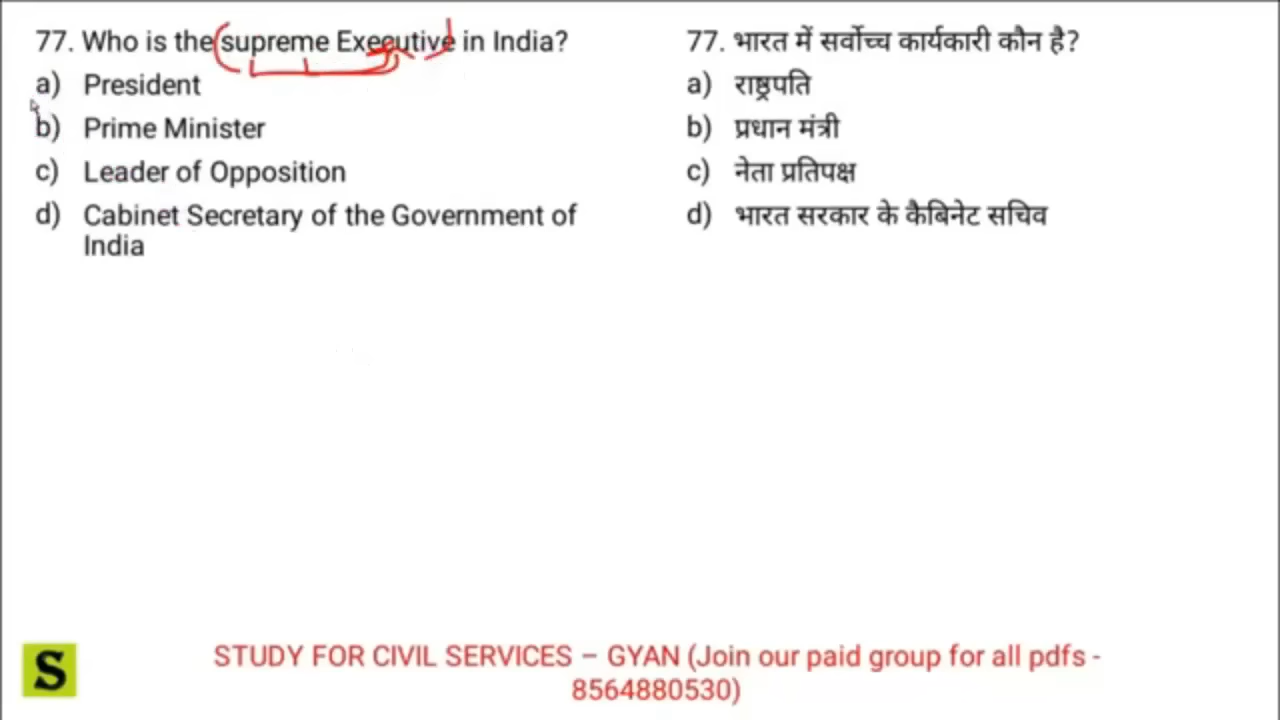 77. Who is the supreme Executive in India?
a) President
b) Prime Minister
c) Leader of Opposition
d) Cabinet Secretary of the Government of
India
77. भारत में सर्वोच्च कार्यकारी कौन है?
a) राष्ट्रपति
b) प्रधान मंत्री
c) नेता प्रतिपक्ष
d) भारत सरकार के कैबिनेट सचिव
S
STUDY FOR CIVIL SERVICES – GYAN (Join our paid group for all pdfs -
8564880530)